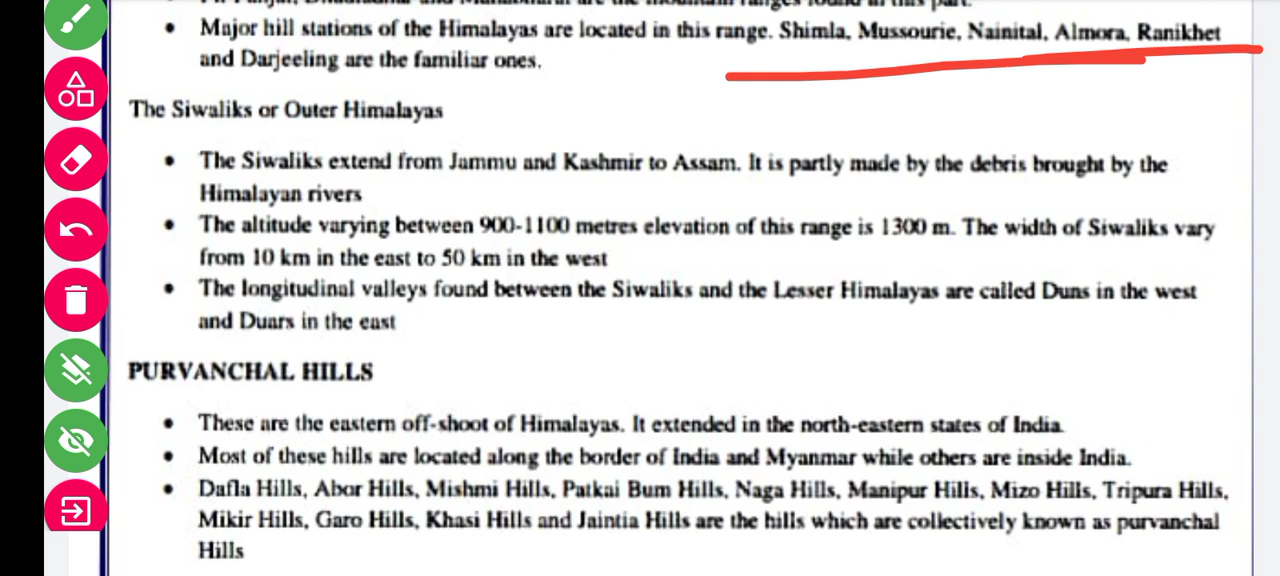 • Major hill stations of the Himalayas are located in this range. Shimla, Mussourie, Nainital, Almora, Ranikhet
and Darjeeling are the familiar ones.
The Siwaliks or Outer Himalayas
• The Siwaliks extend from Jammu and Kashmir to Assam. It is partly made by the debris brought by the
Himalayan rivers
• The altitude varying between 900-1100 metres elevation of this range is 1300 m. The width of Siwaliks vary
from 10 km in the east to 50 km in the west
• The longitudinal valleys found between the Siwaliks and the Lesser Himalayas are called Duns in the west
and Duars in the east
PURVANCHAL HILLS
• These are the eastern off-shoot of Himalayas. It extended in the north-eastern states of India.
• Most of these hills are located along the border of India and Myanmar while others are inside India.
• Dafla Hills, Abor Hills, Mishmi Hills, Patkai Bum Hills, Naga Hills, Manipur Hills, Mizo Hills, Tripura Hills,
Mikir Hills, Garo Hills, Khasi Hills and Jaintia Hills are the hills which are collectively known as purvanchal
Hills